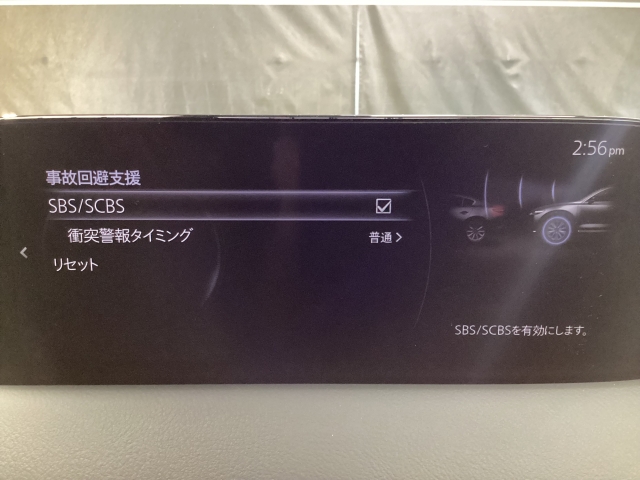 2:56pm
事故回避支援
SBS/SCBS
衝突警報タイミング 普通
リセット
SBS/SCBSを有効にします。